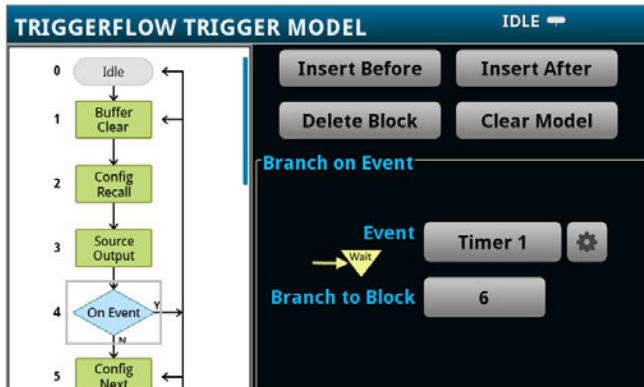 TRIGGERFLOW TRIGGER MODEL
IDLE
0
Idle
1
Buffer
Clear
2
Config
Recall
3
Source
Output
4
On Event
Y
N
5
Config
Next
Insert Before
Insert After
Delete Block
Clear Model
Branch on Event
Event
Timer 1
Wait
Branch to Block
6